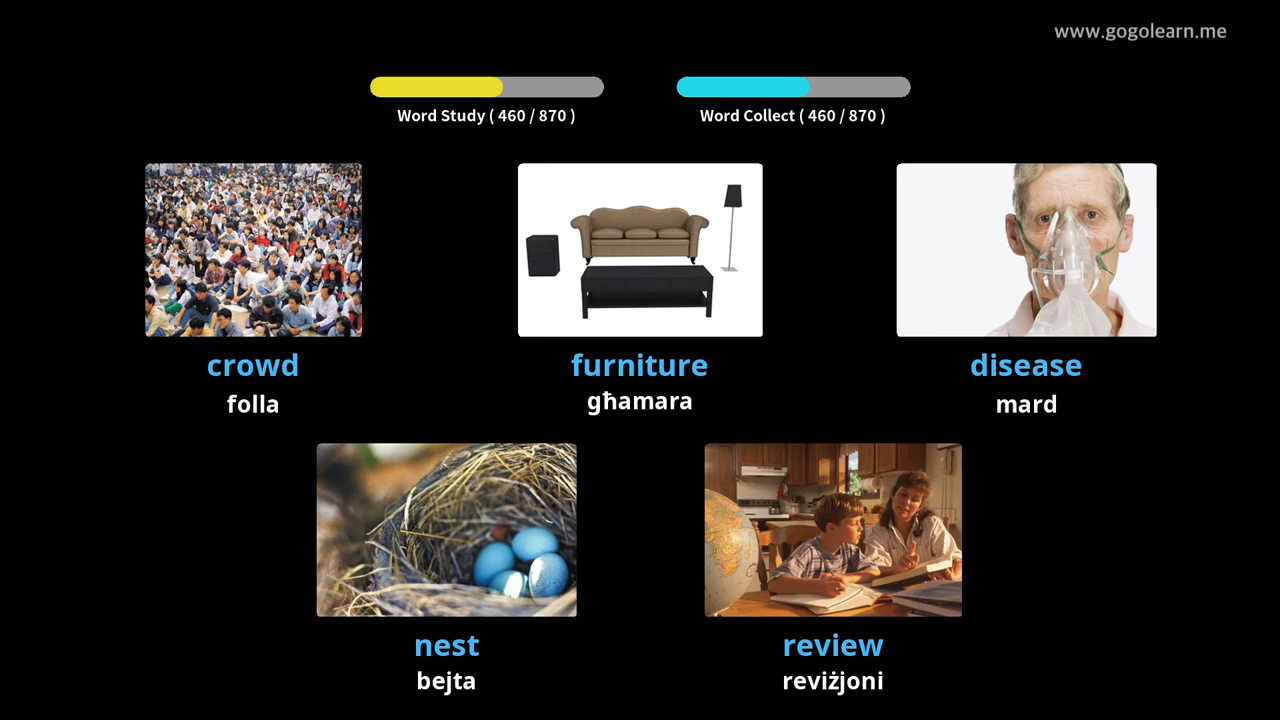 www.gogolearn.me
Word Study ( 460 / 870 )
Word Collect ( 460 / 870 )
crowd
folla
furniture
għamara
disease
mard
nest
bejta
review
reviżjoni